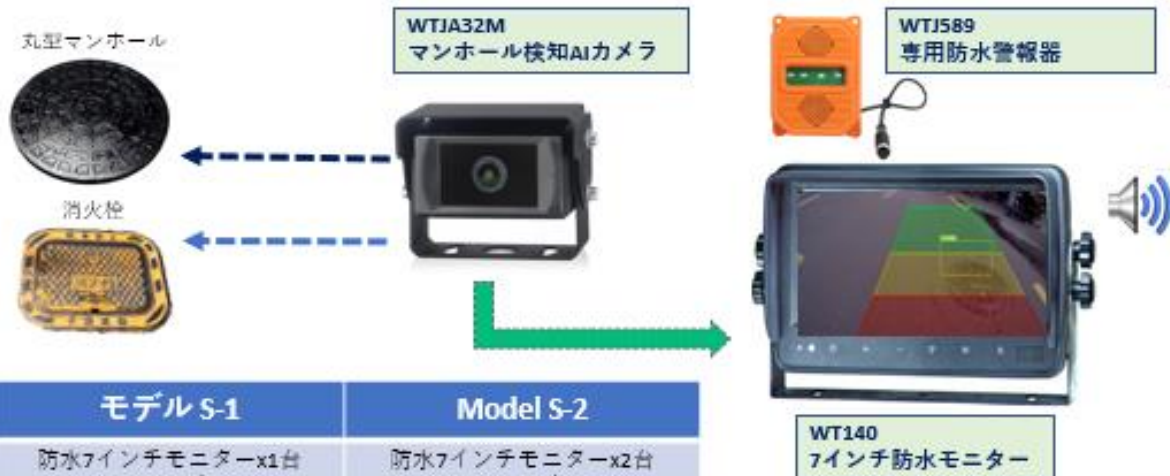 丸型マンホール
WTJA32M
マンホール検知AIカメラ
WTJ589
専用防水警報器
消火栓
モデル S-1
Model S-2
防水7インチモニターx1台
防水7インチモニターx2台
WT140
7インチ防水モニター